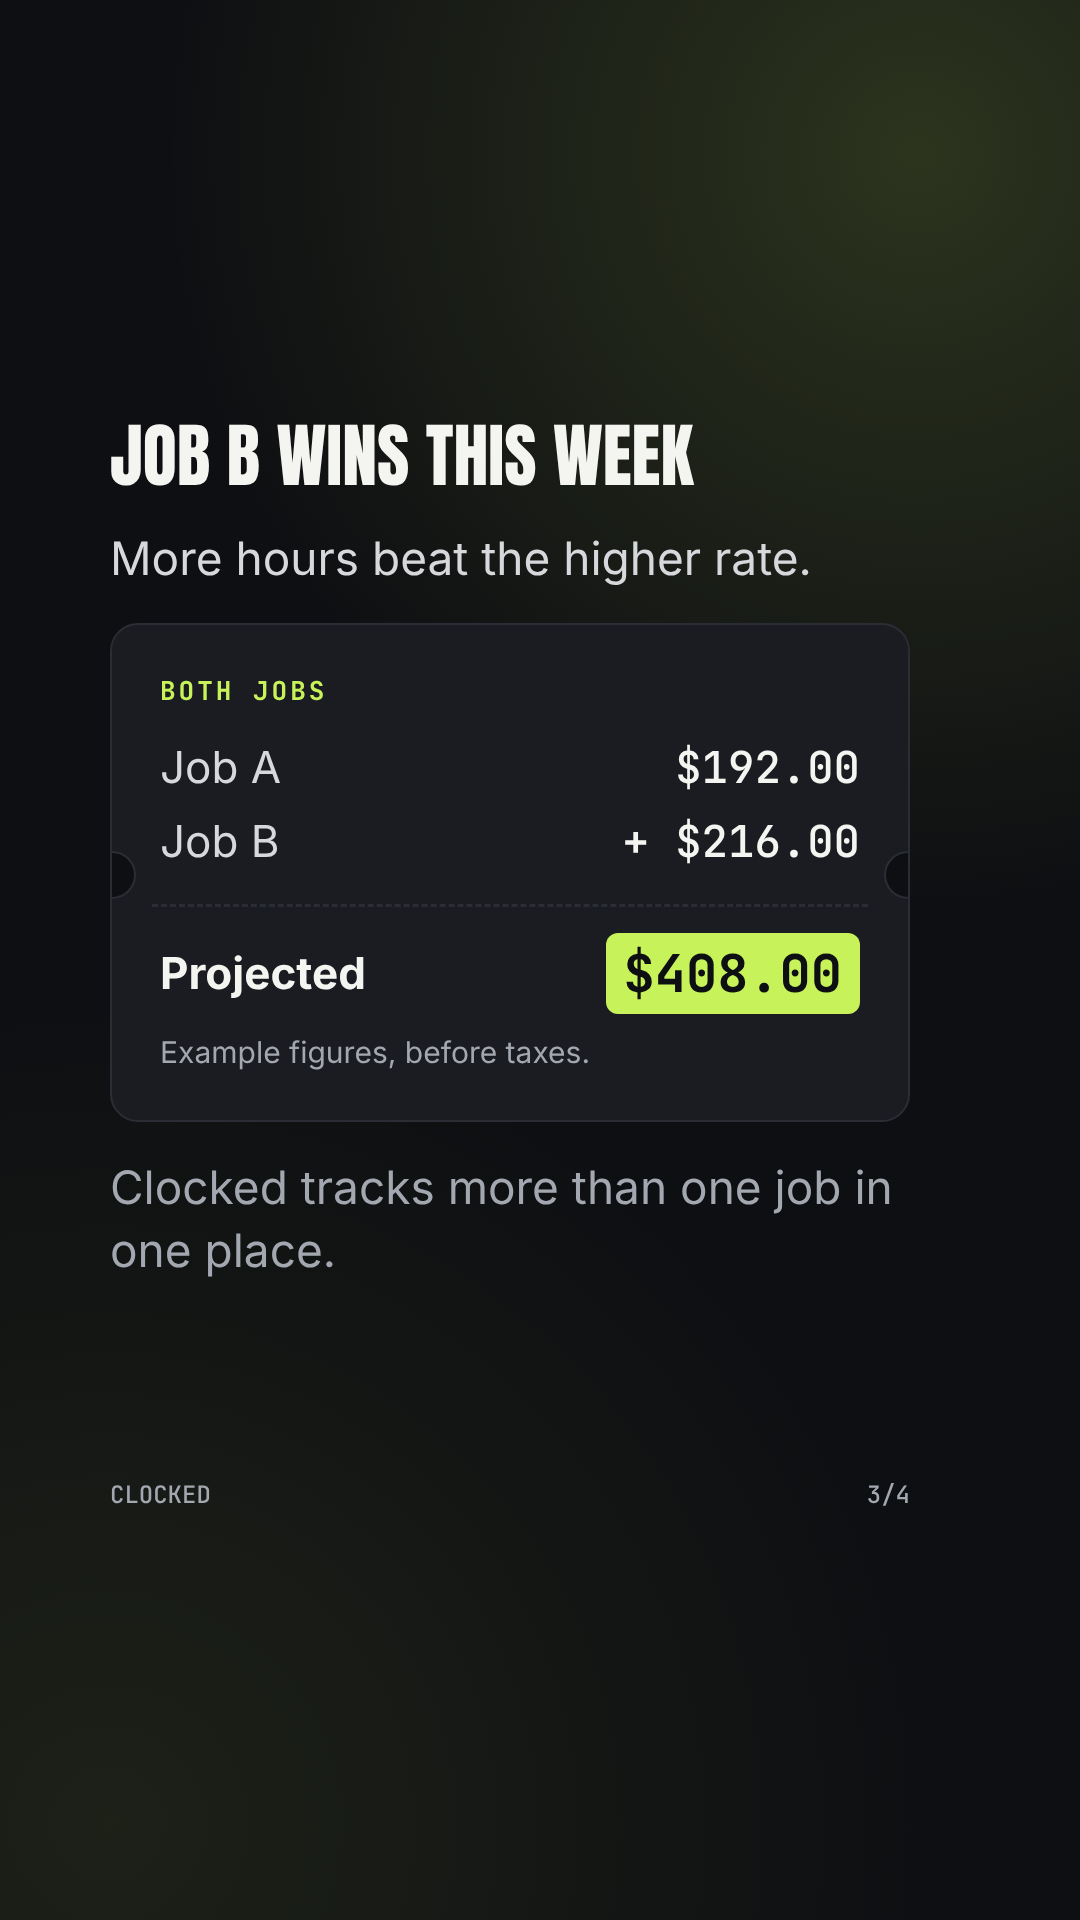 JOB B WINS THIS WEEK
More hours beat the higher rate.
BOTH JOBS
Job A $192.00
Job B + $216.00
Projected $408.00
Example figures, before taxes.
Clocked tracks more than one job in
one place.
CLOCKED 3/4